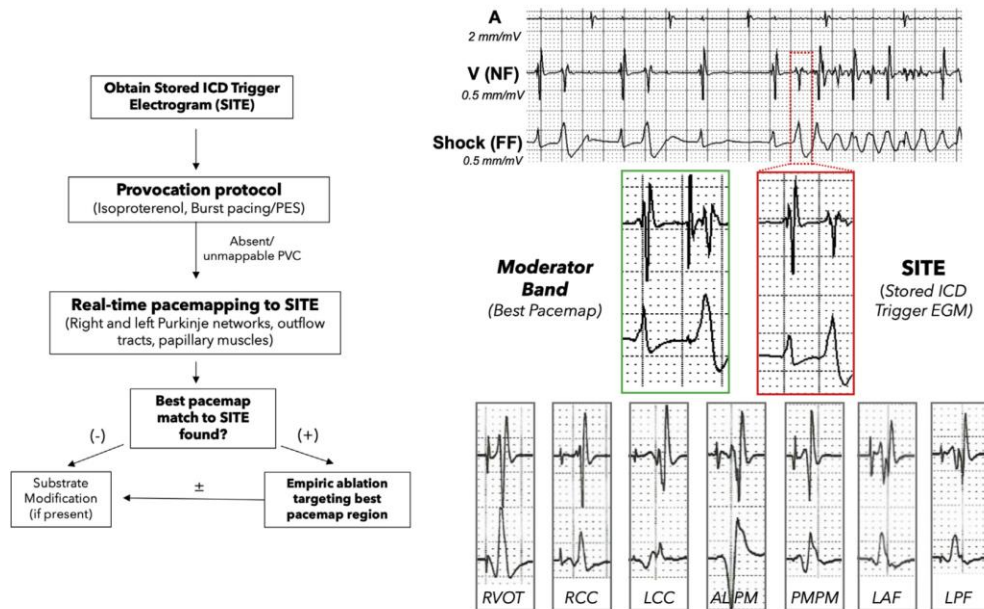 Obtain Stored ICD Trigger
Electrogram (SITE)
Provocation protocol
(Isoproterenol, Burst pacing/PES)
Absent/
unmappable PVC
Real-time pacemapping to SITE
(Right and left Purkinje networks, outflow
tracts, papillary muscles)
Best pacemap
match to SITE
found?
(-)
(+)
Substrate
Modification
(if present)
±
Empiric ablation
targeting best
pacemap region
A
2 mm/mV
V (NF)
0.5 mm/mV
Shock (FF)
0.5 mm/mV
Moderator
Band
(Best Pacemap)
SITE
(Stored ICD
Trigger EGM)
RVOT
RCC
LCC
ALPM
PMPM
LAF
LPF